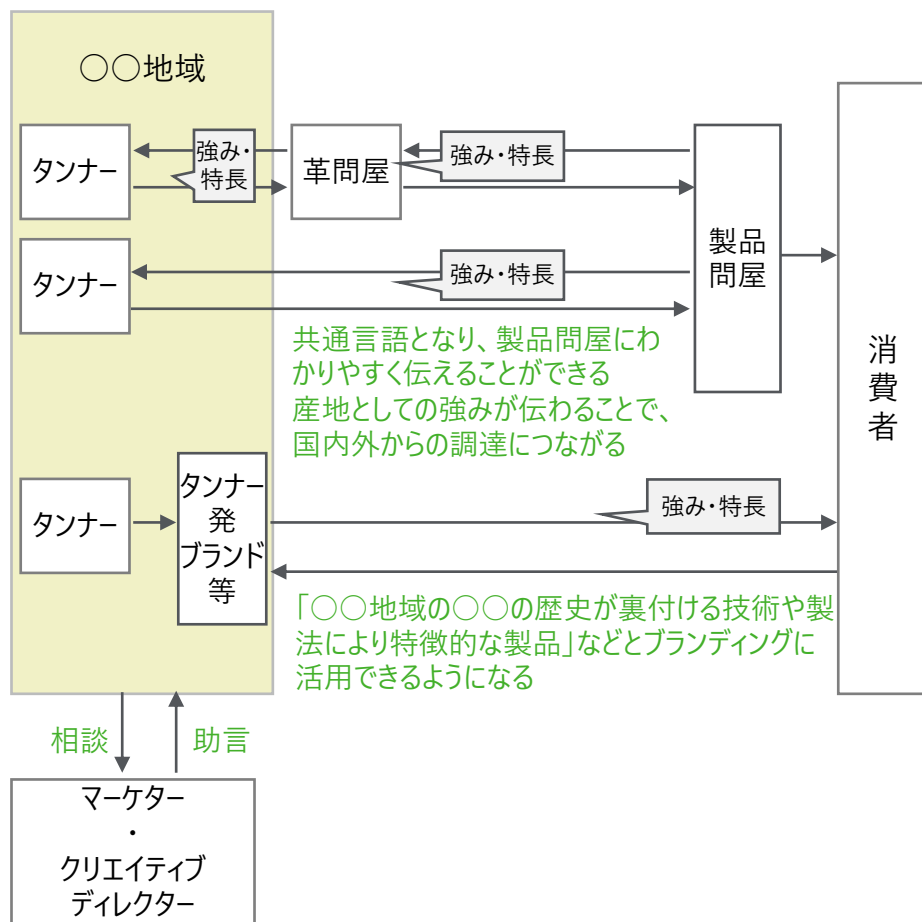 ○○地域
タンナー
強み・
特長
革問屋
強み・特長
製品
問屋
消
費
者
タンナー
強み・特長
共通言語となり、製品問屋にわ
かりやすく伝えることができる
産地としての強みが伝わることで、
国内外からの調達につながる
タンナー
タンナー
発
ブランド
等
強み・特長
「○○地域の○○の歴史が裏付ける技術や製
法により特徴的な製品」などとブランディングに
活用できるようになる
相談
助言
マーケター
・
クリエイティブ
ディレクター